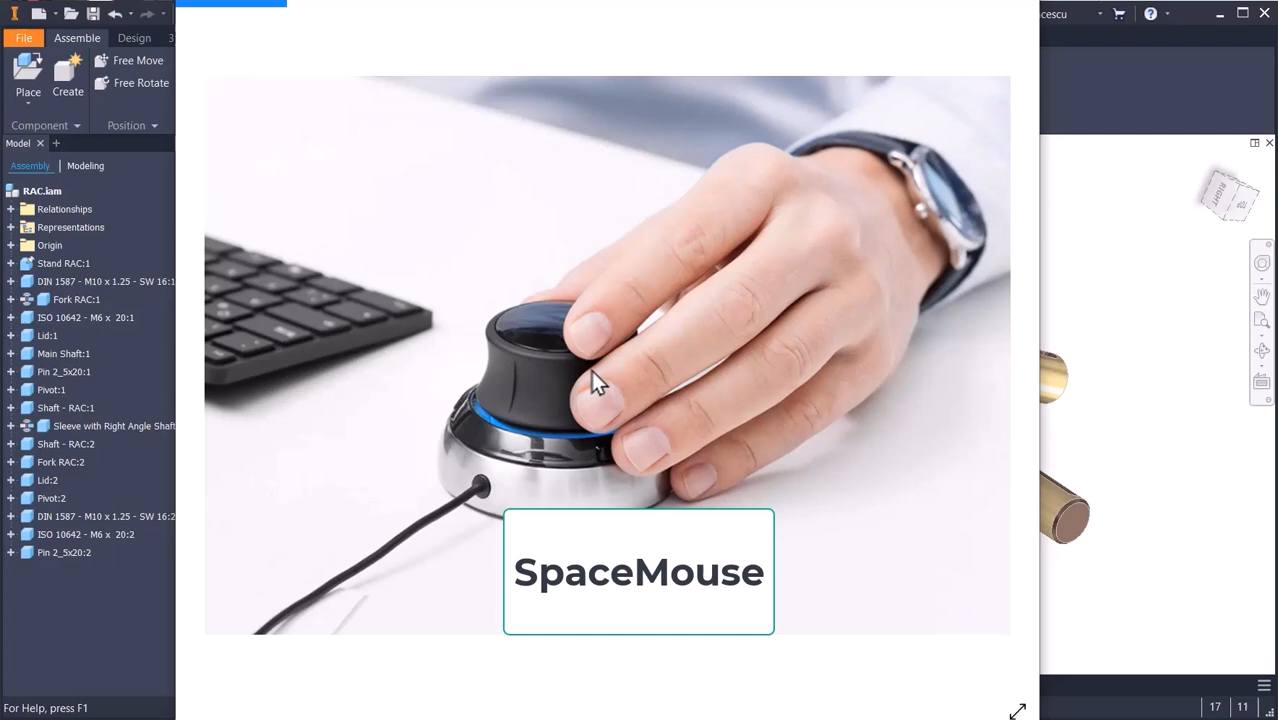 cescu
File
Assemble
Design
3
Place
Create
Free Move
Free Rotate
Component
Position
Model
Assembly
Modeling
RAC.iam
Relationships
Representations
Origin
Stand RAC:1
DIN 1587 - M10 x 1.25 - SW 16:1
Fork RAC:1
ISO 10642 - M6 x 20:1
Lid:1
Main Shaft:1
Pin 2_5x20:1
Pivot:1
Shaft - RAC:1
Sleeve with Right Angle Shaft
Shaft - RAC:2
Fork RAC:2
Lid:2
Pivot:2
DIN 1587 - M10 x 1.25 - SW 16:2
ISO 10642 - M6 x 20:2
Pin 2_5x20:2
SpaceMouse
RIGHT
For Help, press F1
17
11